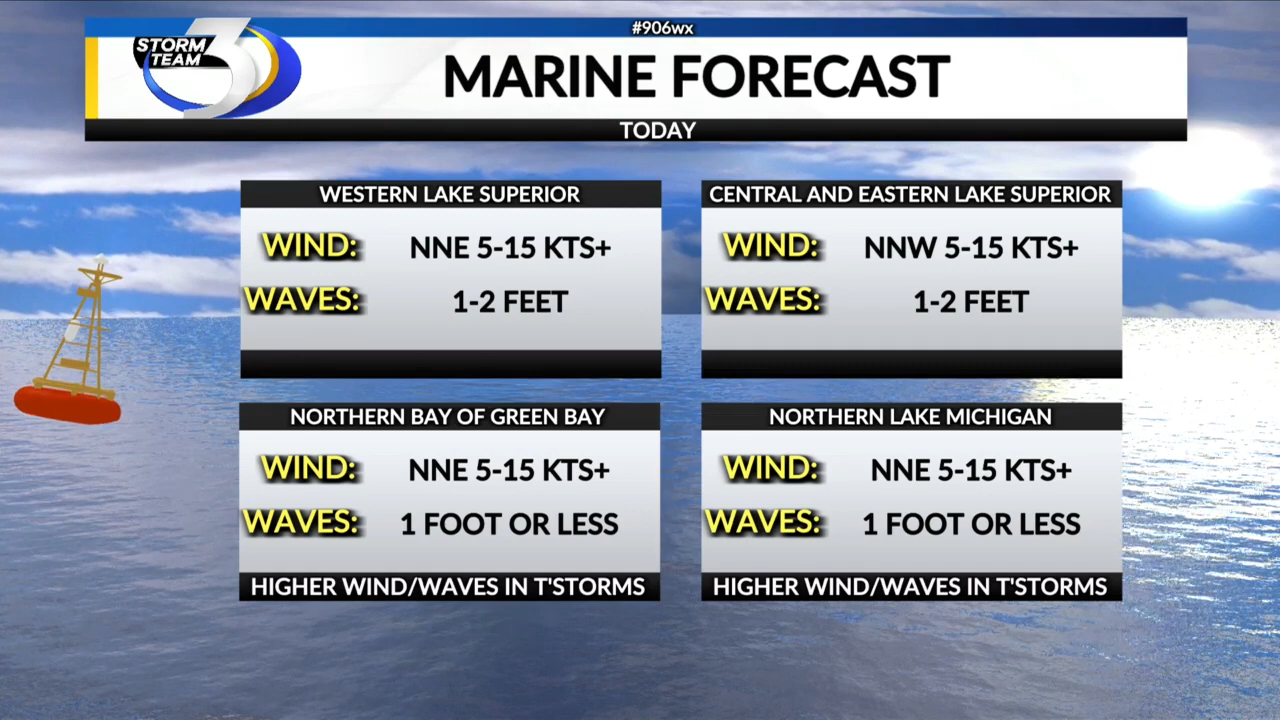 #906wx
STORM
TEAM
3
MARINE FORECAST
TODAY
WESTERN LAKE SUPERIOR
WIND: NNE 5-15 KTS+
WAVES: 1-2 FEET
CENTRAL AND EASTERN LAKE SUPERIOR
WIND: NNW 5-15 KTS+
WAVES: 1-2 FEET
NORTHERN BAY OF GREEN BAY
WIND: NNE 5-15 KTS+
WAVES: 1 FOOT OR LESS
HIGHER WIND/WAVES IN T'STORMS
NORTHERN LAKE MICHIGAN
WIND: NNE 5-15 KTS+
WAVES: 1 FOOT OR LESS
HIGHER WIND/WAVES IN T'STORMS